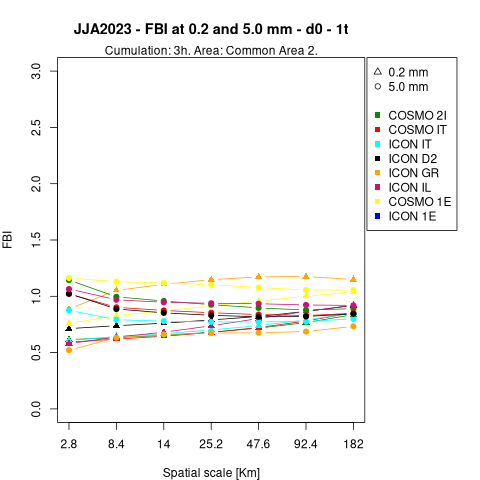 JJA2023 - FBI at 0.2 and 5.0 mm - d0 - 1t
Cumulation: 3h. Area: Common Area 2.
FBI
3.0
2.5
2.0
1.5
1.0
0.5
0.0
2.8 8.4 14 25.2 47.6 92.4 182
Spatial scale [Km]
0.2 mm
5.0 mm
COSMO 2I
COSMO IT
ICON IT
ICON D2
ICON GR
ICON IL
COSMO 1E
ICON 1E